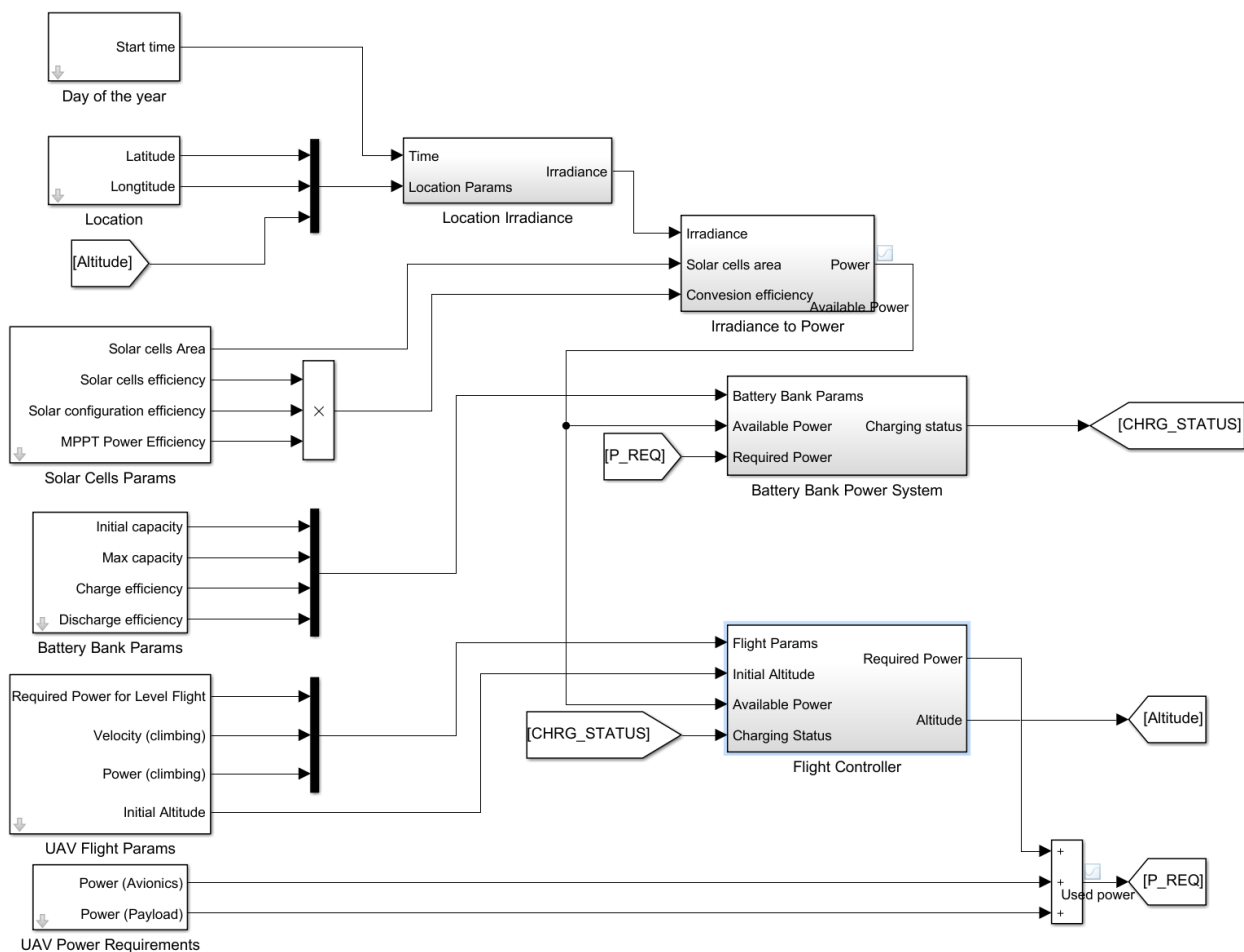 Start time
Day of the year
Latitude
Longtitude
Location
[Altitude]
Time
Location Params
Irradiance
Location Irradiance
Irradiance
Solar cells area
Convesion efficiency
Power
Available Power
Irradiance to Power
Solar cells Area
Solar cells efficiency
Solar configuration efficiency
MPPT Power Efficiency
Solar Cells Params
×
Battery Bank Params
Available Power
Required Power
Charging status
Battery Bank Power System
[P_REQ]
[CHRG_STATUS]
Initial capacity
Max capacity
Charge efficiency
Discharge efficiency
Battery Bank Params
Flight Params
Initial Altitude
Available Power
Charging Status
Required Power
Altitude
Flight Controller
[CHRG_STATUS]
[Altitude]
Required Power for Level Flight
Velocity (climbing)
Power (climbing)
Initial Altitude
UAV Flight Params
Power (Avionics)
Power (Payload)
UAV Power Requirements
+
+
+
Used power
[P_REQ]